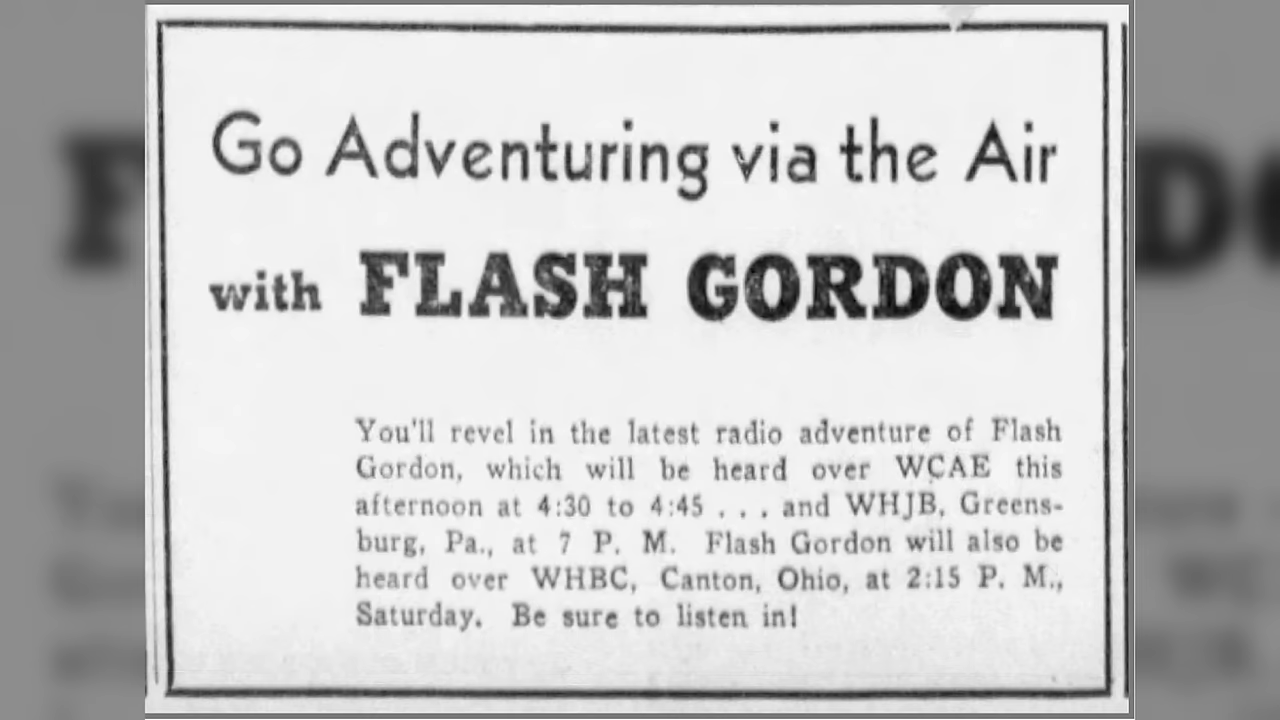 Go Adventuring via the Air
with FLASH GORDON
You'll revel in the latest radio adventure of Flash
Gordon, which will be heard over WCAE this
afternoon at 4:30 to 4:45 . . . and WHJB, Greens-
burg, Pa., at 7 P. M. Flash Gordon will also be
heard over WHBC, Canton, Ohio, at 2:15 P. M.,
Saturday. Be sure to listen in!